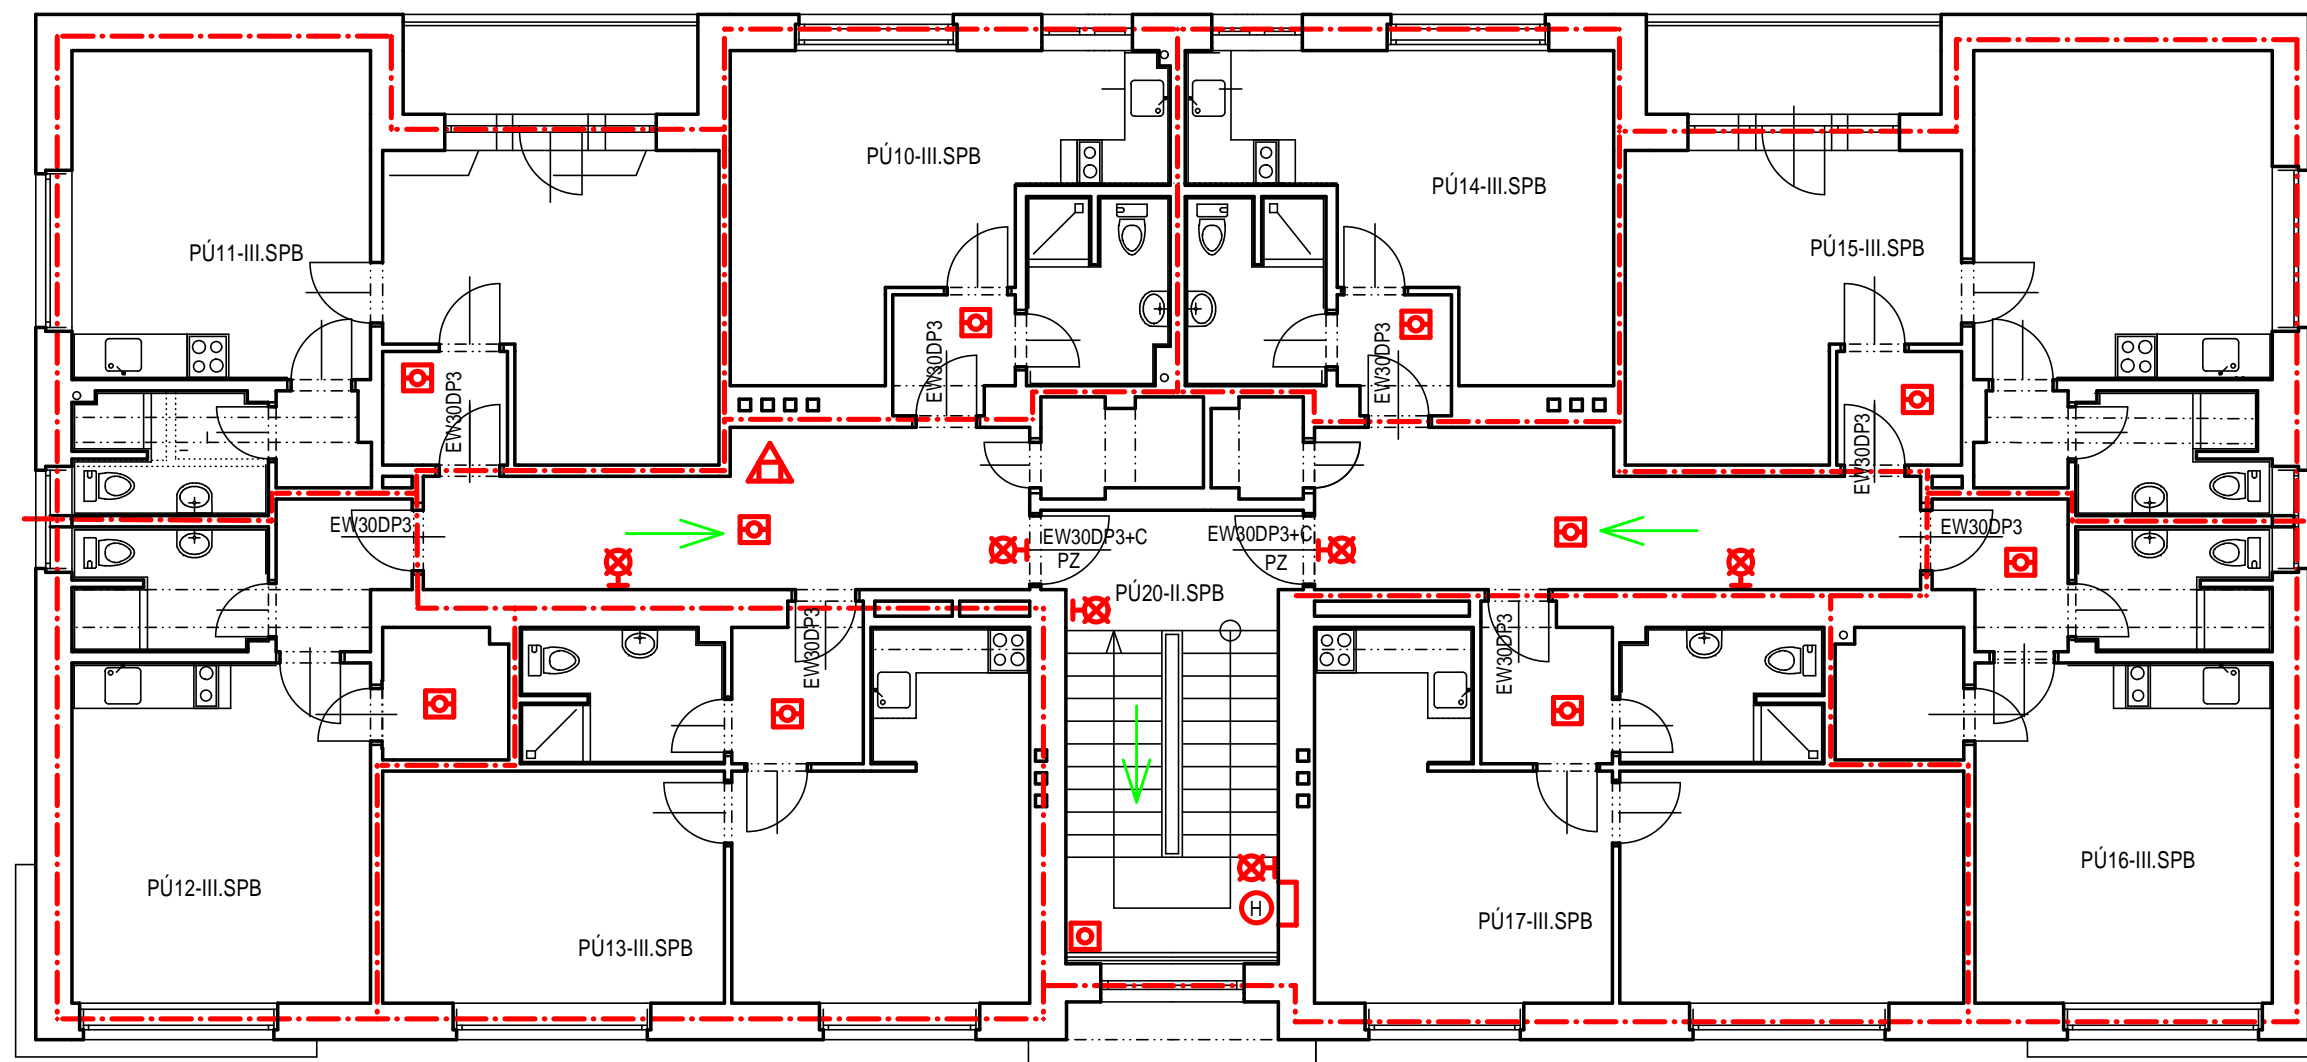 PÚ10-III.SPB
PÚ14-III.SPB
PÚ11-III.SPB
PÚ15-III.SPB
EW30DP3
EW30DP3
EW30DP3
EW30DP3
EW30DP3
EW30DP3
EW30DP3+C
PZ
EW30DP3+C
PZ
PÚ20-II.SPB
EW30DP3
EW30DP3
PÚ12-III.SPB
PÚ16-III.SPB
H
PÚ13-III.SPB
PÚ17-III.SPB